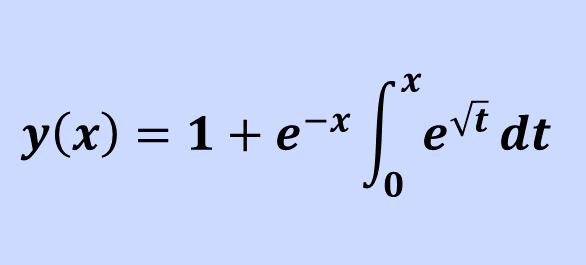 y(x) = 1 + e^{-x} ∫_0^x e^{√t} dt